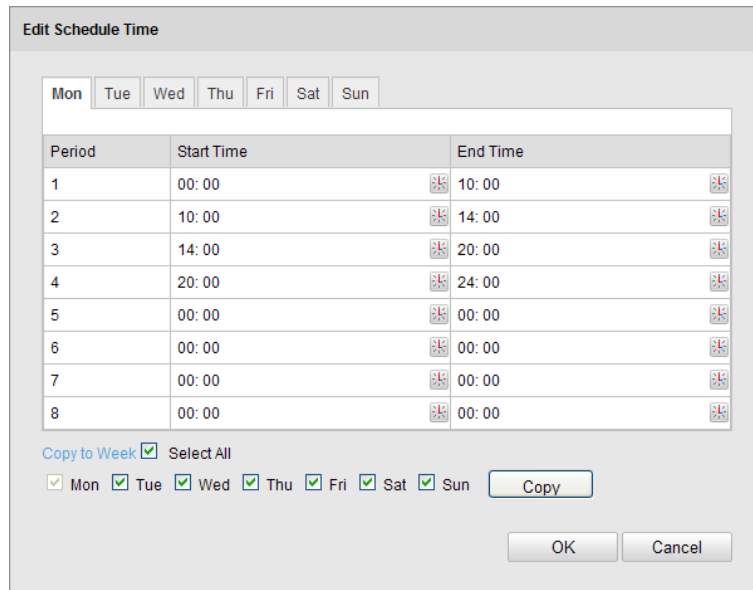 Edit Schedule Time
Mon Tue Wed Thu Fri Sat Sun
Period Start Time End Time
1 00: 00 10: 00
2 10: 00 14: 00
3 14: 00 20: 00
4 20: 00 24: 00
5 00: 00 00: 00
6 00: 00 00: 00
7 00: 00 00: 00
8 00: 00 00: 00
Copy to Week Select All
Mon Tue Wed Thu Fri Sat Sun Copy
OK Cancel